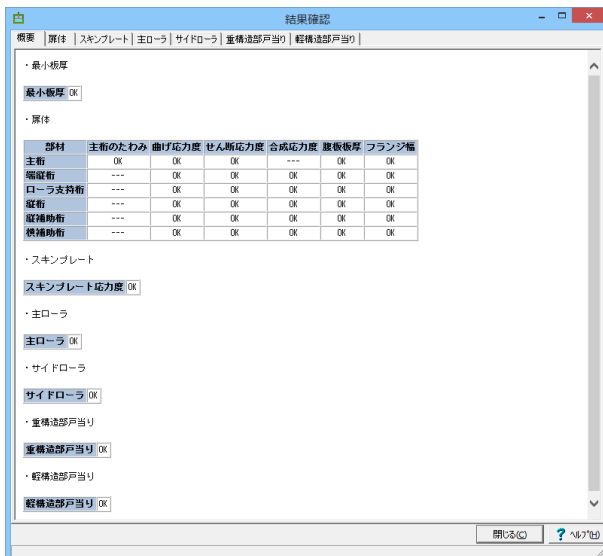 結果確認
概要 扉体 スキンプレート 主ローラ サイドローラ 重構造部戸当り 軽構造部戸当り
・最小板厚
最小板厚 OK
・扉体
部材 主桁のたわみ 曲げ応力度 せん断応力度 合成応力度 腹板板厚 フランジ幅
主桁 OK OK OK --- OK OK
端縦桁 --- OK OK OK OK OK
ローラ支持桁 --- OK OK OK OK OK
縦桁 --- OK OK OK OK OK
縦補助桁 --- OK OK OK OK OK
横補助桁 --- OK OK OK OK OK
・スキンプレート
スキンプレート応力度 OK
・主ローラ
主ローラ OK
・サイドローラ
サイドローラ OK
・重構造部戸当り
重構造部戸当り OK
・軽構造部戸当り
軽構造部戸当り OK
閉じる(C) ? ヘルプ(H)